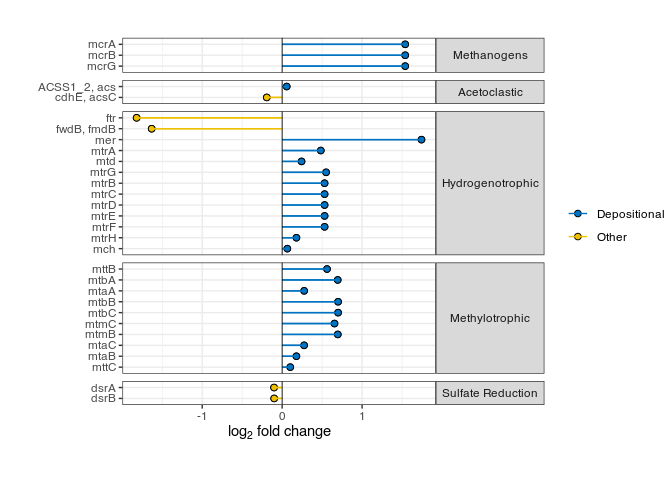 mcrA
mcrB
mcrG
Methanogens
ACSS1_2, acs
cdhE, acsC
Acetoclastic
ftr
fwdB, fmdB
mer
mtrA
mtd
mtrG
mtrB
mtrC
mtrD
mtrE
mtrF
mtrH
mch
Hydrogenotrophic
mttB
mtbA
mtaA
mtbB
mtbC
mtmC
mtmB
mtaC
mtaB
mttC
Methylotrophic
dsrA
dsrB
Sulfate Reduction
-1 0 1
log2 fold change
Depositional
Other